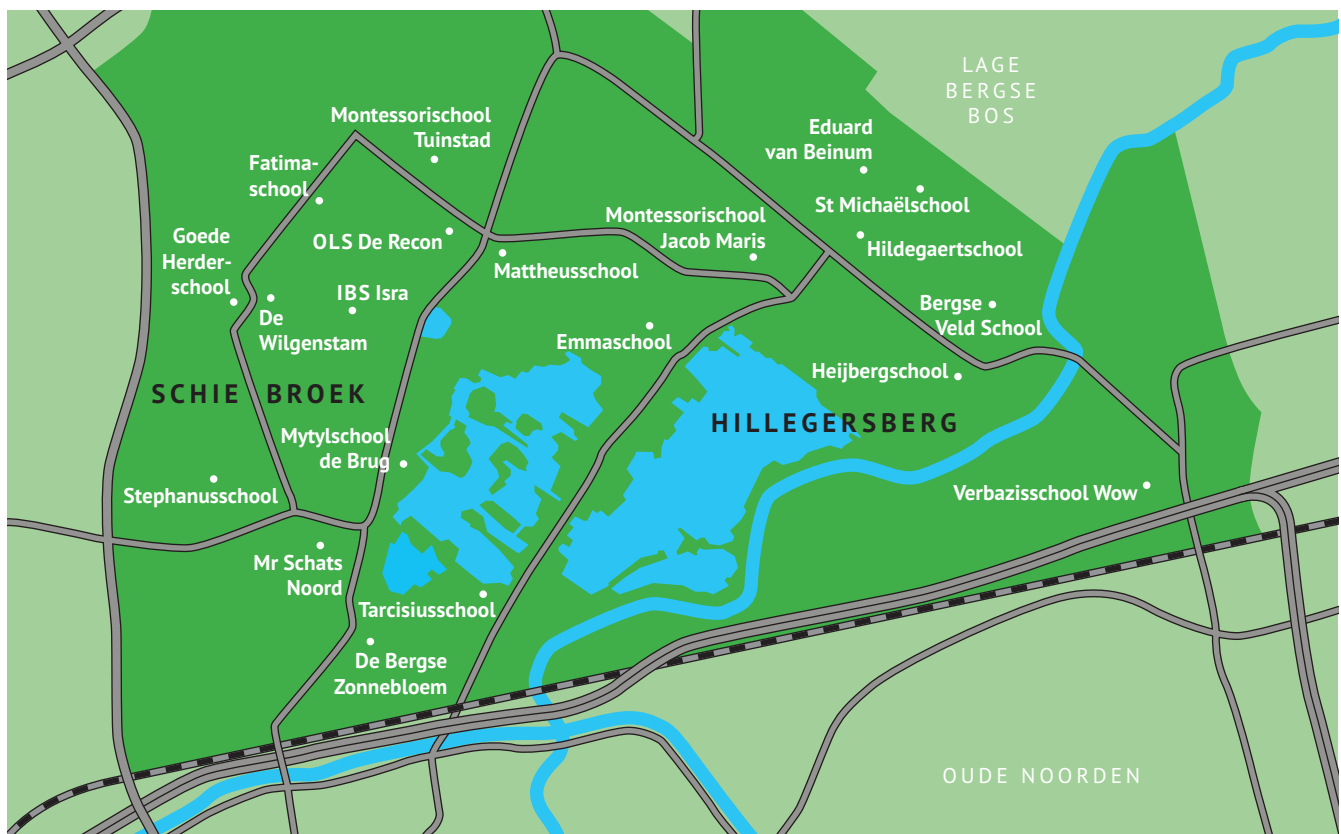 LAGE
BERGSE
BOS
Montessorischool
Tuinstad
Eduard
van Beinum
Fatima-
school
St Michaëlschool
Montessorischool
Jacob Maris
Goede
Herder-
school
OLS De Recon
Hildegaertschool
Mattheusschool
IBS Isra
De
Wilgenstam
Bergse
Veld School
Emmaschool
Heijbergschool
SCHIE BROEK
HILLEGERSBERG
Mytylschool
de Brug
Stephanusschool
Verbazisschool Wow
Mr Schats
Noord
Tarcisiusschool
De Bergse
Zonnebloem
OUDE NOORDEN